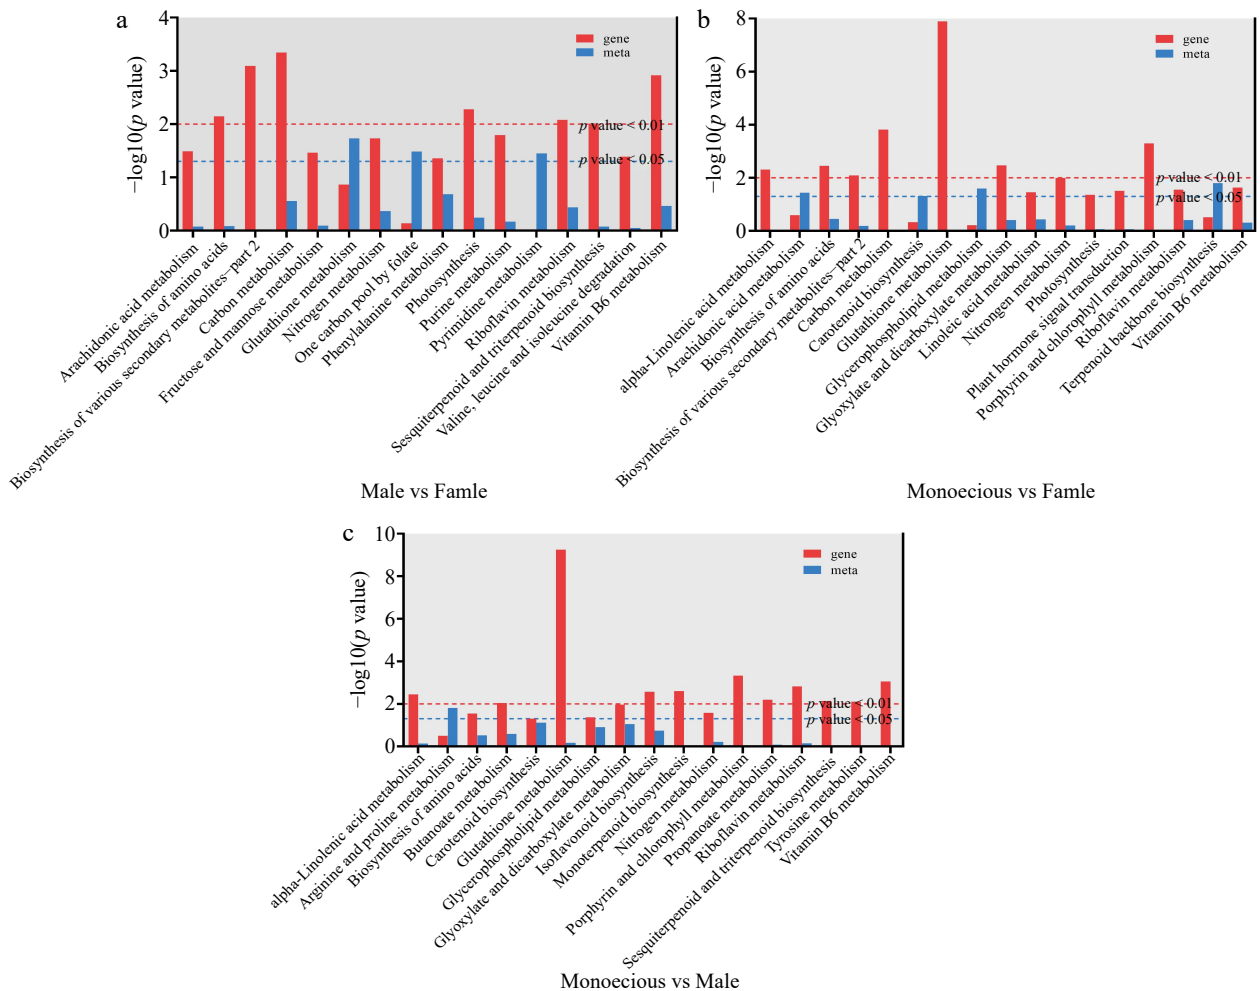 a
4
3
2
1
0
−log10(p value)
gene
meta
p value < 0.01
p value < 0.05
Arachidonic acid metabolism
Biosynthesis of amino acids
Biosynthesis of various secondary metabolites−part 2
Carbon metabolism
Fructose and mannose metabolism
Glutathione metabolism
Nitrogen metabolism
One carbon pool by folate
Phenylalanine metabolism
Photosynthesis
Purine metabolism
Pyrimidine metabolism
Riboflavin metabolism
Sesquiterpenoid and triterpenoid biosynthesis
Valine, leucine and isoleucine degradation
Vitamin B6 metabolism
Male vs Famle
b
8
6
4
2
0
−log10(p value)
gene
meta
p value < 0.01
p value < 0.05
alpha-Linolenic acid metabolism
Arachidonic acid metabolism
Biosynthesis of amino acids
Biosynthesis of various secondary metabolites−part 2
Carbon metabolism
Carotenoid biosynthesis
Glutathione metabolism
Glycerophospholipid metabolism
Glyoxylate and dicarboxylate metabolism
Linoleic acid metabolism
Nitrongen metabolism
Photosynthesis
Plant hormone signal transduction
Porphyrin and chlorophyll metabolism
Riboflavin metabolism
Terpenoid backbone biosynthesis
Vitamin B6 metabolism
Monoecious vs Famle
c
10
8
6
4
2
0
−log10(p value)
gene
meta
p value < 0.01
p value < 0.05
alpha-Linolenic acid metabolism
Arginine and proline metabolism
Biosynthesis of amino acids
Butanoate metabolism
Carotenoid biosynthesis
Glutathione metabolism
Glycerophospholipid metabolism
Glyoxylate and dicarboxylate metabolism
Isoflavonoid biosynthesis
Monoterpenoid biosynthesis
Nitrogen metabolism
Porphyrin and chlorophyll metabolism
Propanoate metabolism
Riboflavin metabolism
Sesquiterpenoid and triterpenoid biosynthesis
Tyrosine metabolism
Vitamin B6 metabolism
Monoecious vs Male